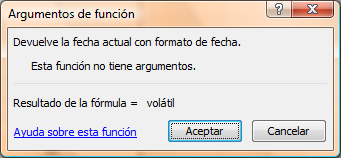 Argumentos de función
Devuelve la fecha actual con formato de fecha.
Esta función no tiene argumentos.
Resultado de la fórmula = volátil
Ayuda sobre esta función
Aceptar
Cancelar